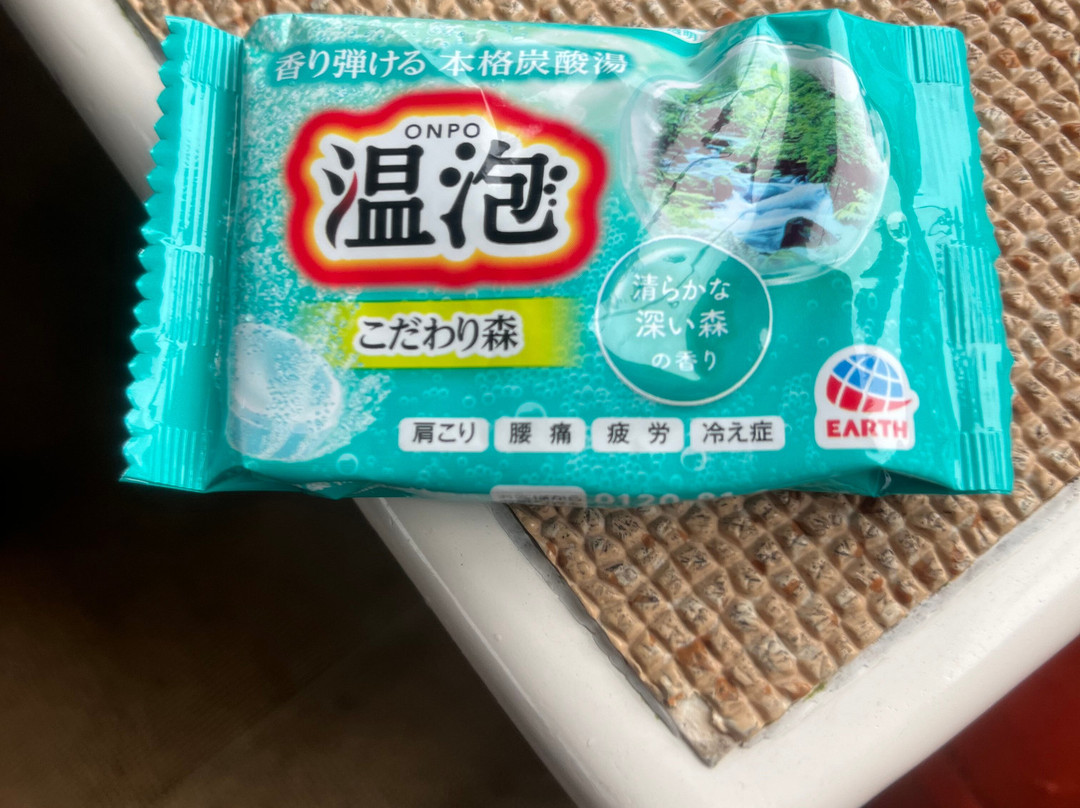 香り弾ける 本格炭酸湯
ONPO
温泡
こだわり森
清らかな
深い森
の香り
肩こり 腰痛 疲労 冷え症
EARTH